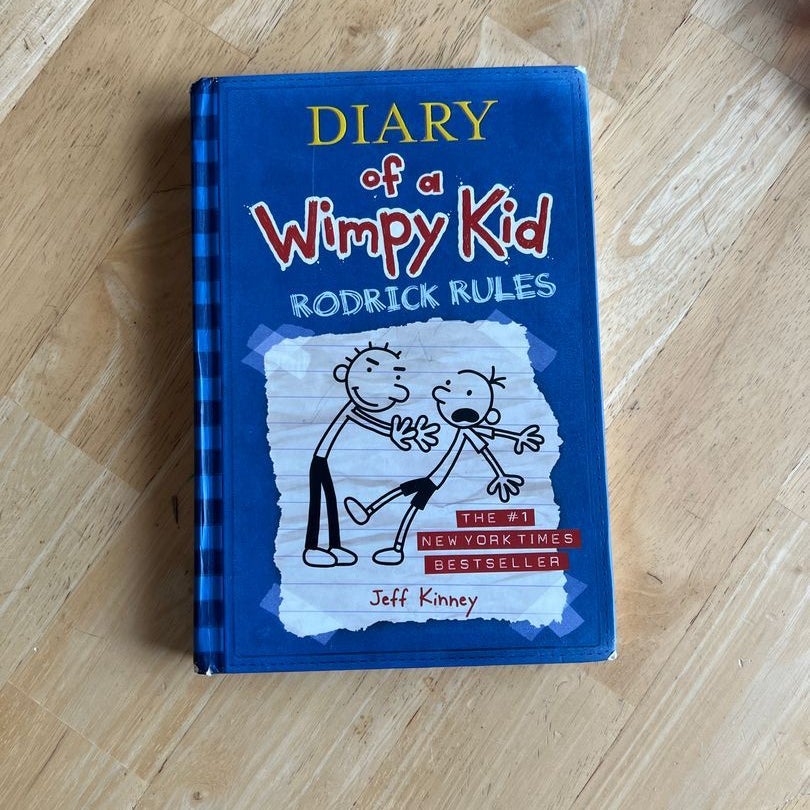 DIARY
of a
Wimpy Kid
RODRICK RULES
THE #1
NEW YORK TIMES
BESTSELLER
Jeff Kinney